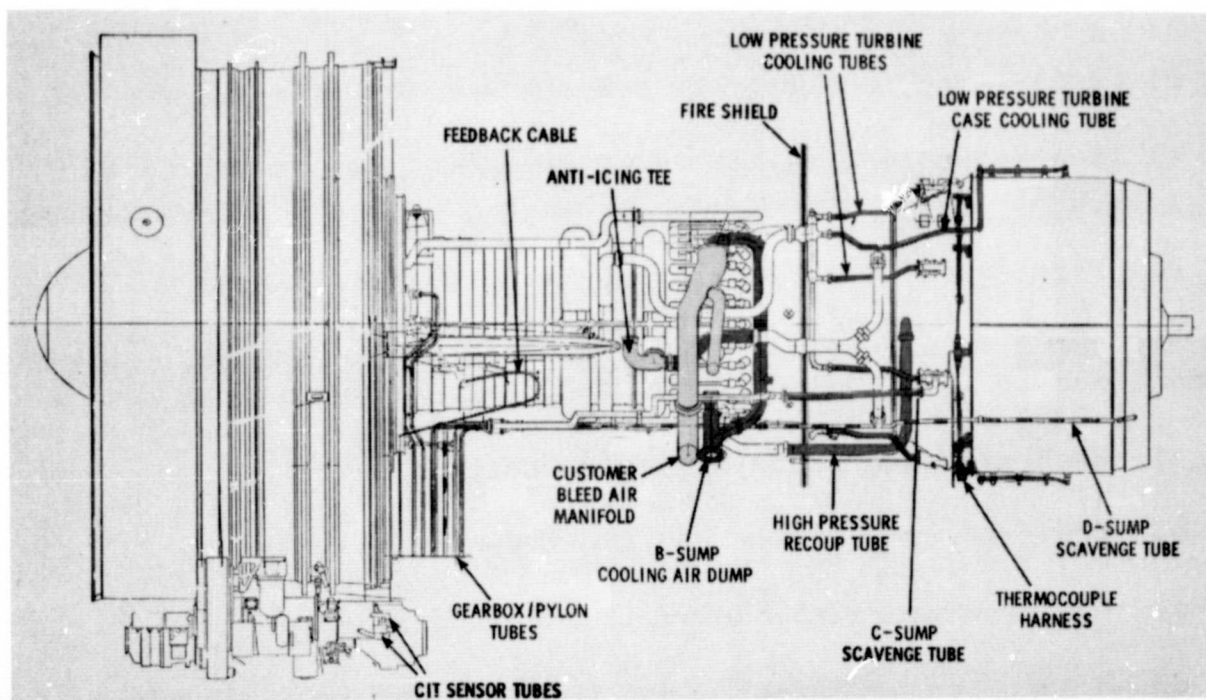 LOW PRESSURE TURBINE
COOLING TUBES
LOW PRESSURE TURBINE
CASE COOLING TUBE
FIRE SHIELD
FEEDBACK CABLE
ANTI-ICING TEE
CUSTOMER
BLEED AIR
MANIFOLD
B-SUMP
COOLING AIR DUMP
HIGH PRESSURE
RECOUP TUBE
D-SUMP
SCAVENGE TUBE
THERMOCOUPLE
HARNESS
C-SUMP
SCAVENGE TUBE
GEARBOX/PYLON
TUBES
CIT SENSOR TUBES